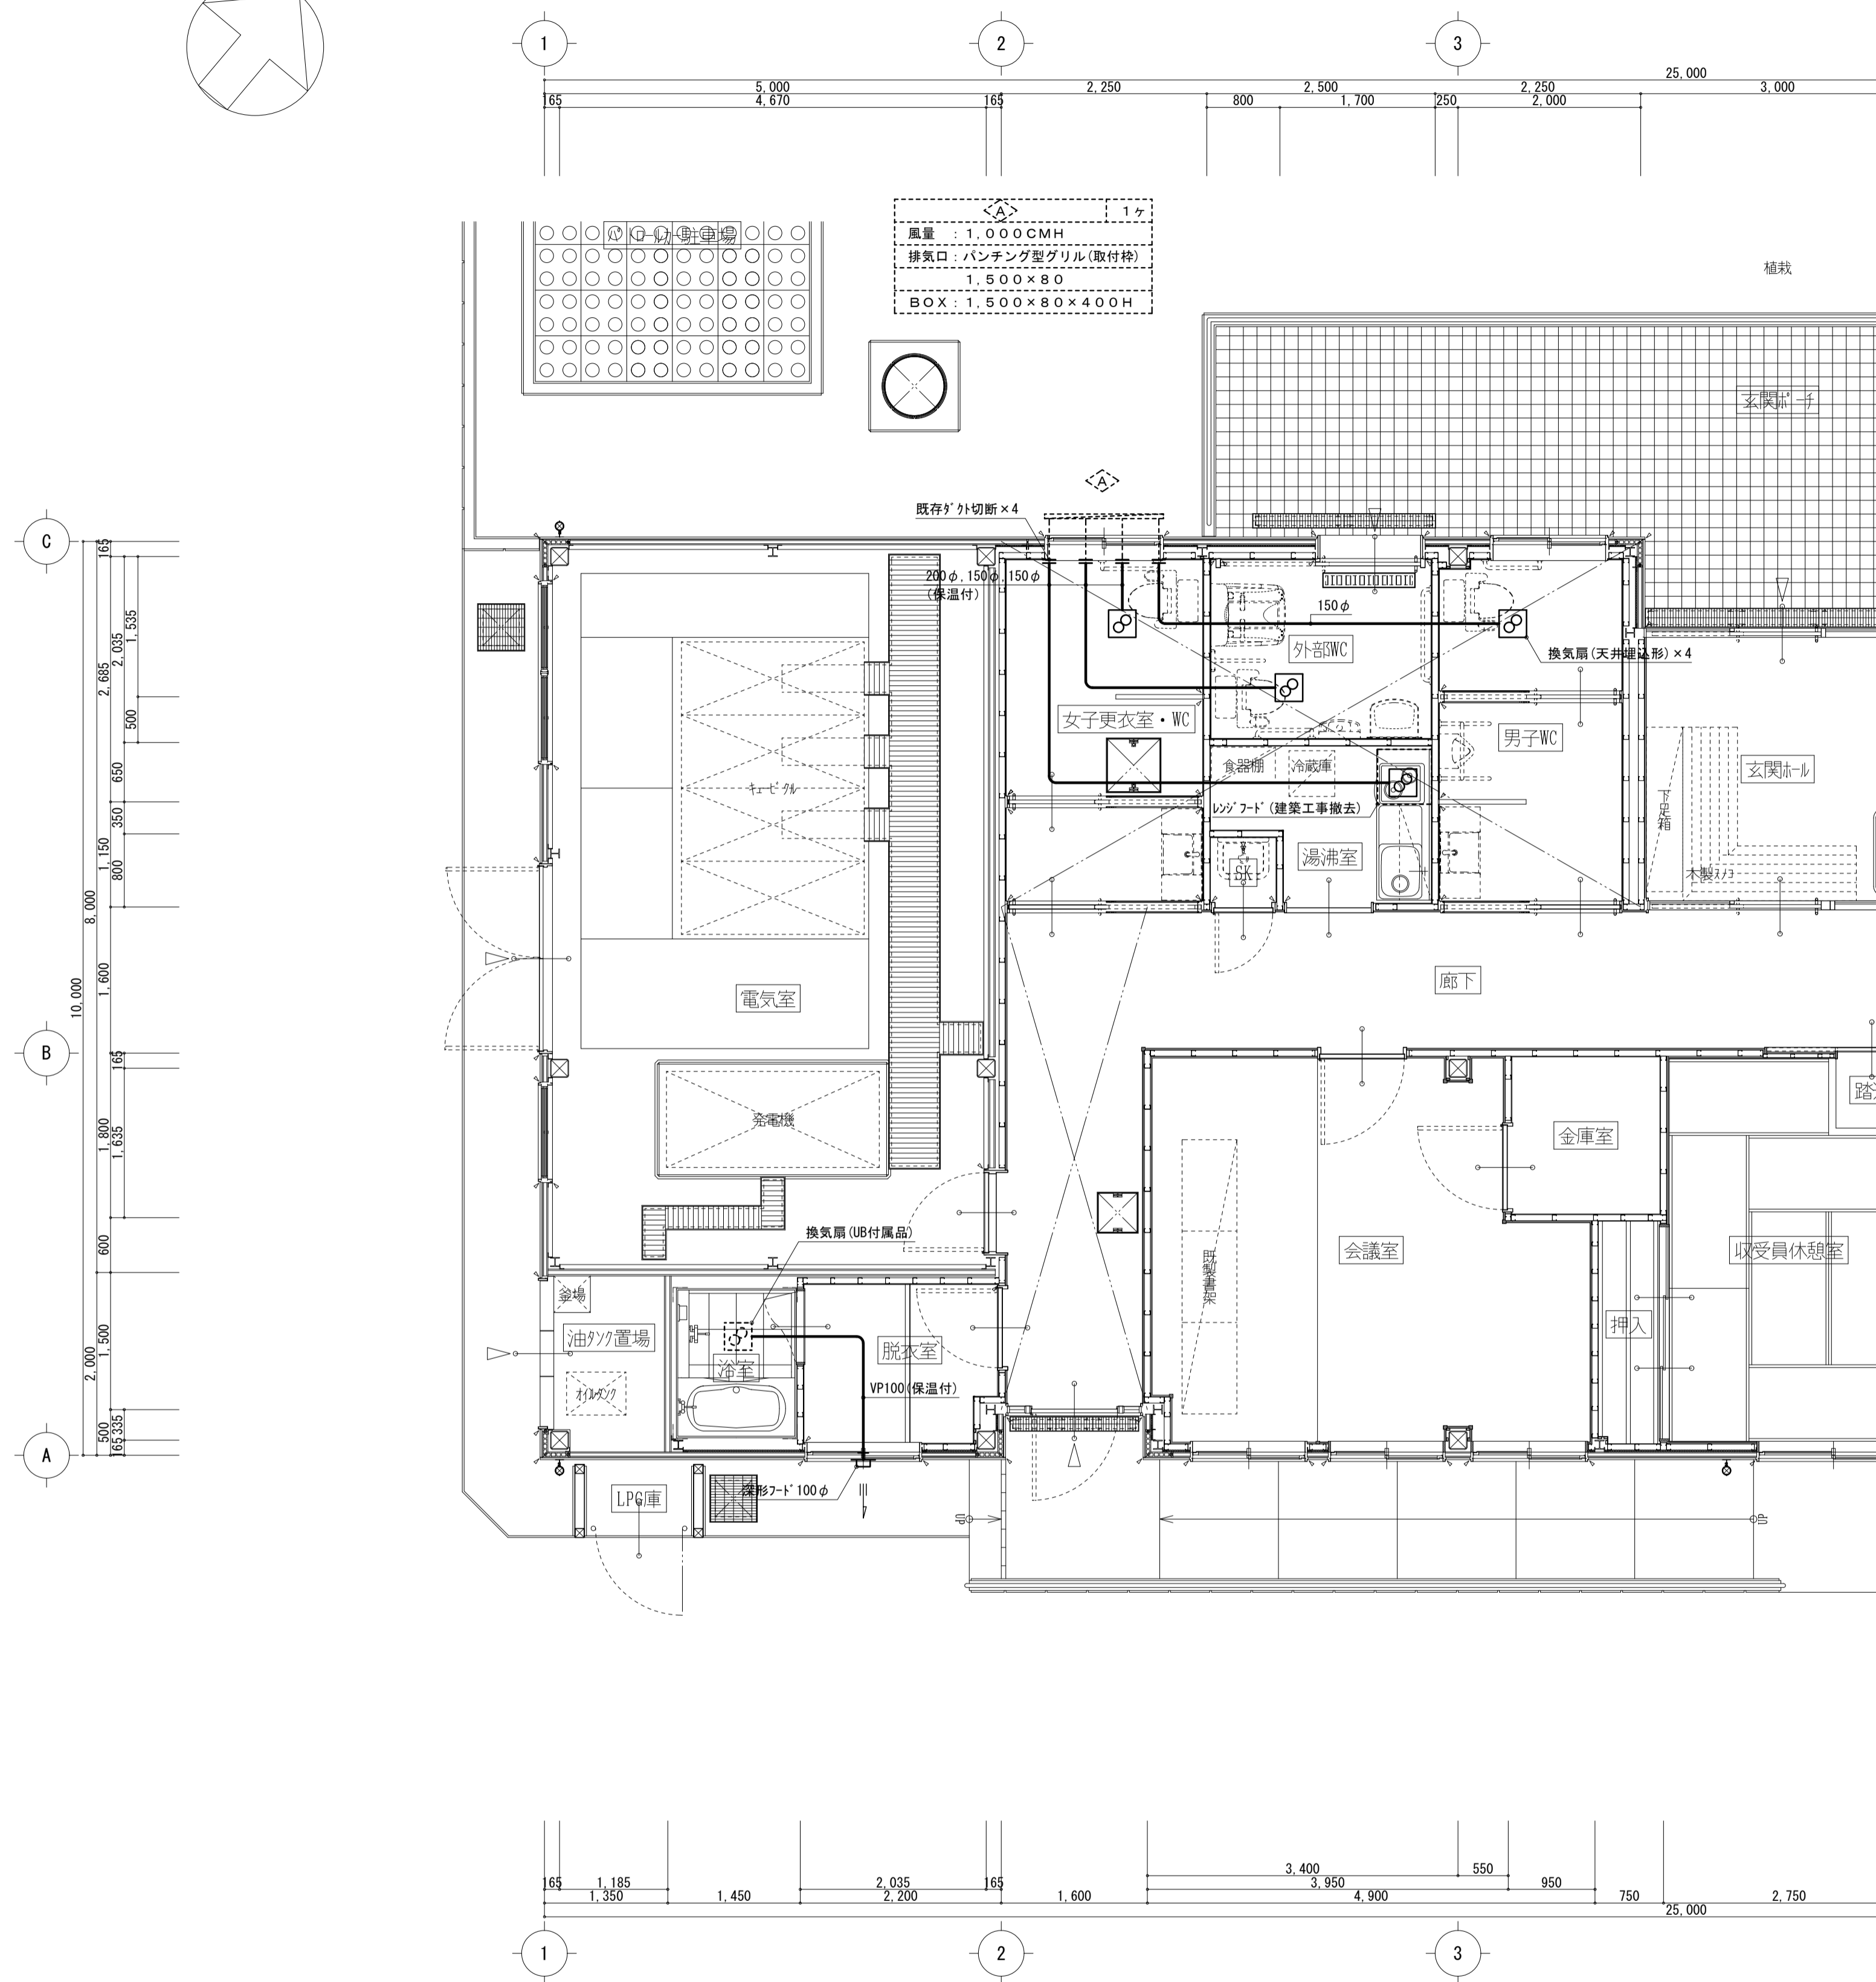 1
2
3
25,000
5,000
2,250
2,500
2,250
3,000
165
4,670
165
800
1,700
250
2,000
A
1ケ
風量 : 1,000CMH
排気口 : パンチング型グリル(取付枠)
1,500×80
BOX : 1,500×80×400H
パトロールカー駐車場
植栽
玄関ポーチ
A
既存ダクト切断×4
C
165
200φ,150φ,150φ
(保温付)
150φ
外部WC
換気扇(天井埋込形)×4
1,535
2,035
2,685
500
女子更衣室・WC
男子WC
玄関ホール
食器棚
冷蔵庫
キュービクル
レンジフード(建築工事撤去)
下足箱
650
350
1,150
800
湯沸室
SK
木製スノコ
8,000
10,000
1,600
電気室
廊下
B
165
発電機
金庫室
1,800
1,635
600
換気扇(UB付属品)
既製書架
会議室
収受員休憩室
釜場
油タンク置場
浴室
脱衣室
押入
1,500
2,000
オイルタンク
VP100(保温付)
500
335
165
A
LPG庫
深形フード100φ
UP
UP
3,400
550
165
1,185
2,035
165
3,950
950
1,350
1,450
2,200
1,600
4,900
750
2,750
25,000
1
2
3